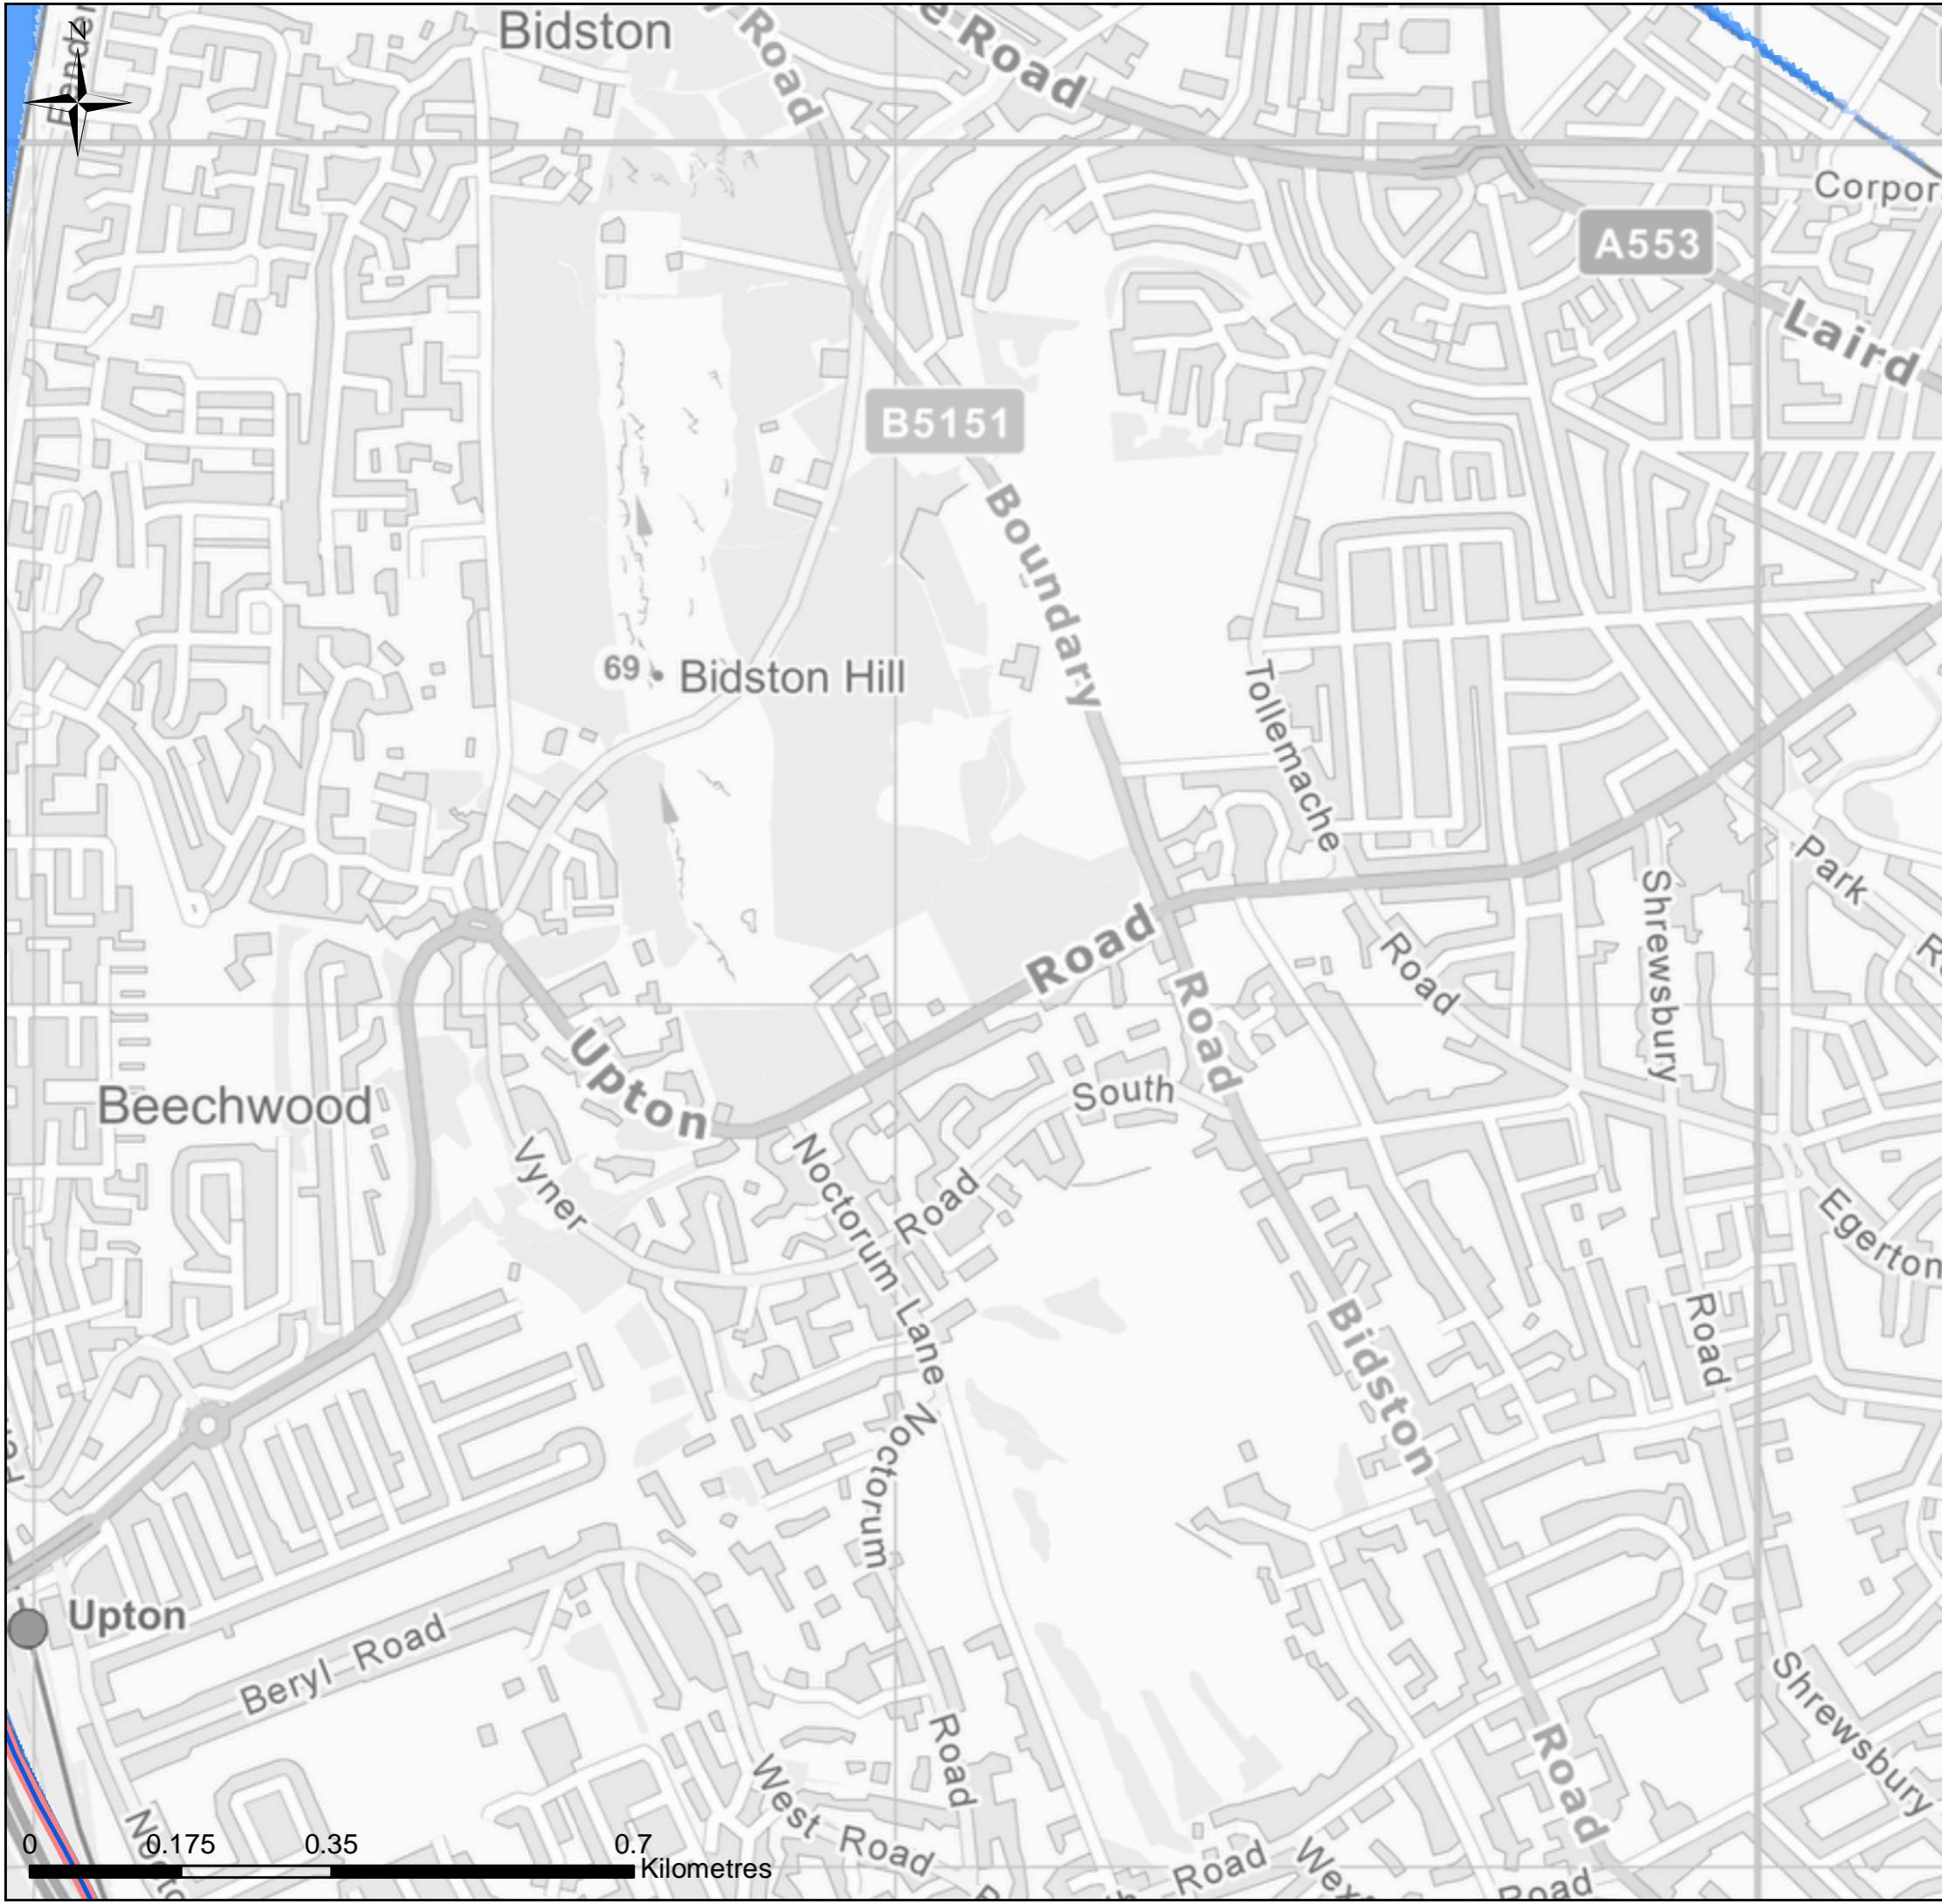 Bidston
Road
Road
Fender
N
Corpor
A553
Laird
B5151
Boundary
69
Bidston Hill
Tollemache
Park
Shrewsbury
Road
Road
Road
Upton
South
Beechwood
Vyner
Noctorum Lane
Road
Egerton
Bidston
Road
Noctorum
Upton
Beryl Road
Road
Shrewsbury
Road
West Road
0 0.175 0.35 0.7
Kilometres
Road
Road